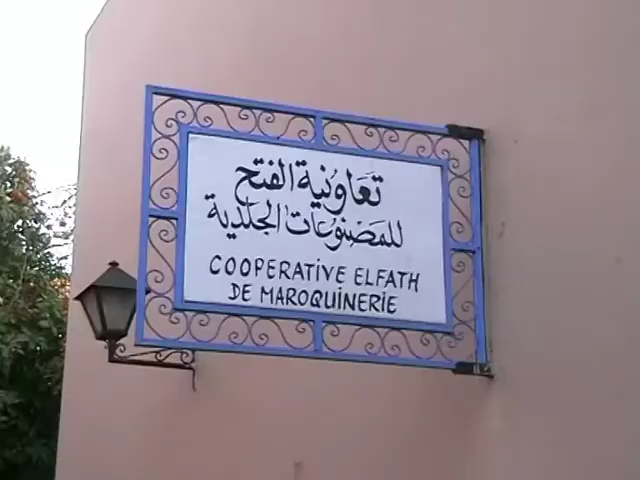 تعاونية الفتح
للمصنوعات الجلدية
COOPERATIVE ELFATH
DE MAROQUINERIE